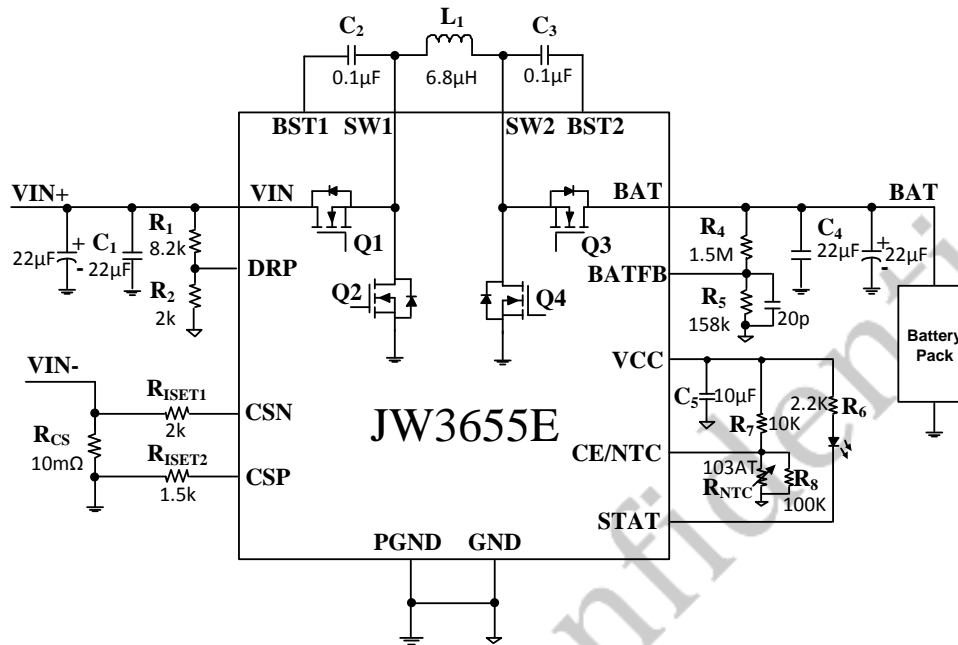 C2
0.1µF
L1
6.8µH
C3
0.1µF
BST1
SW1
SW2
BST2
VIN+
VIN
BAT
BAT
22µF
+
-
C1
22µF
R1
8.2k
DRP
R2
2k
Q1
Q2
Q3
Q4
R4
1.5M
C4
22µF
+
-
22µF
BATFB
R5
158k
20p
Battery
Pack
VIN-
RCS
10mΩ
RISET1
2k
CSN
RISET2
1.5k
CSP
JW3655E
VCC
C5
10µF
R7
10K
2.2K
R6
CE/NTC
103AT
RNTC
R8
100K
STAT
PGND
GND
nfidenti